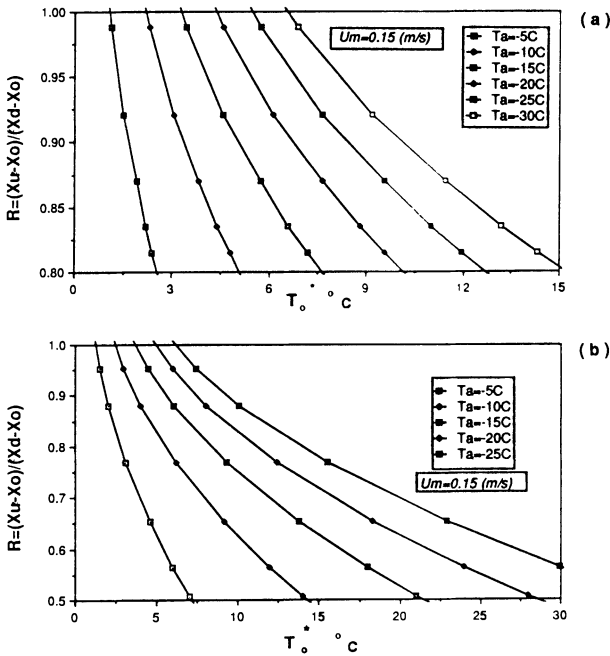 ( a )
R=(Xu-Xo)/(Xd-Xo)
1.00
0.95
0.90
0.85
0.80
Um=0.15 (m/s)
Ta=-5C
Ta=-10C
Ta=-15C
Ta=-20C
Ta=-25C
Ta=-30C
0 3 6 9 12 15
To* °C
( b )
R=(Xu-Xo)/(Xd-Xo)
1.0
0.9
0.8
0.7
0.6
0.5
Ta=-5C
Ta=-10C
Ta=-15C
Ta=-20C
Ta=-25C
Um=0.15 (m/s)
0 5 10 15 20 25 30
To* °C